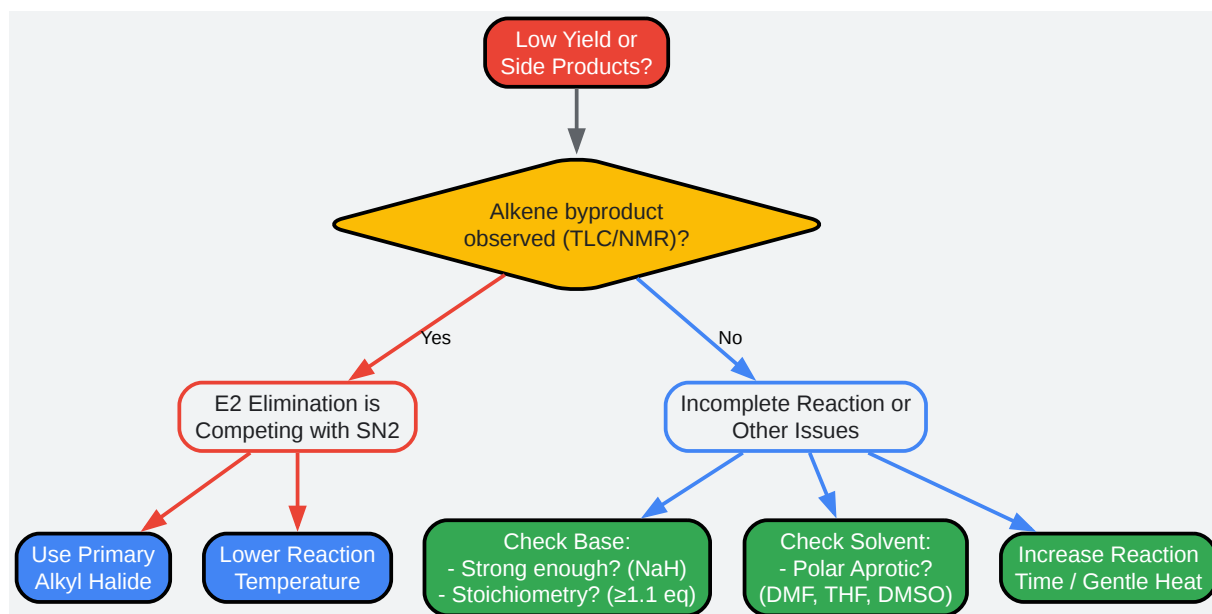 Low Yield or
Side Products?
Alkene byproduct
observed (TLC/NMR)?
Yes
No
E2 Elimination is
Competing with SN2
Incomplete Reaction or
Other Issues
Use Primary
Alkyl Halide
Lower Reaction
Temperature
Check Base:
- Strong enough? (NaH)
- Stoichiometry? (≥1.1 eq)
Check Solvent:
- Polar Aprotic?
(DMF, THF, DMSO)
Increase Reaction
Time / Gentle Heat